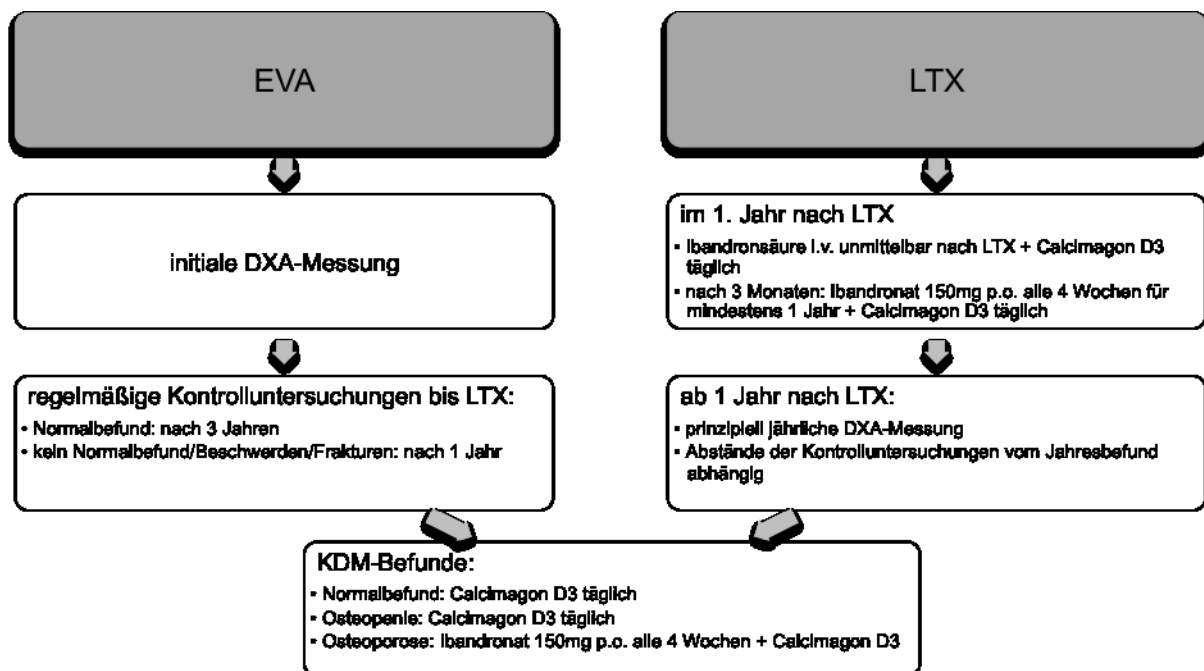 EVA
initiale DXA-Messung
regelmäßige Kontrolluntersuchungen bis LTX:
▪ Normalbefund: nach 3 Jahren
▪ kein Normalbefund/Beschwerden/Frakturen: nach 1 Jahr
LTX
im 1. Jahr nach LTX
▪ Ibandronsäure i.v. unmittelbar nach LTX + Calcimagon D3
täglich
▪ nach 3 Monaten: Ibandronat 150mg p.o. alle 4 Wochen für
mindestens 1 Jahr + Calcimagon D3 täglich
ab 1 Jahr nach LTX:
▪ prinzipiell jährliche DXA-Messung
▪ Abstände der Kontrolluntersuchungen vom Jahresbefund
abhängig
KDM-Befunde:
▪ Normalbefund: Calcimagon D3 täglich
▪ Osteopenie: Calcimagon D3 täglich
▪ Osteoporose: Ibandronat 150mg p.o. alle 4 Wochen + Calcimagon D3